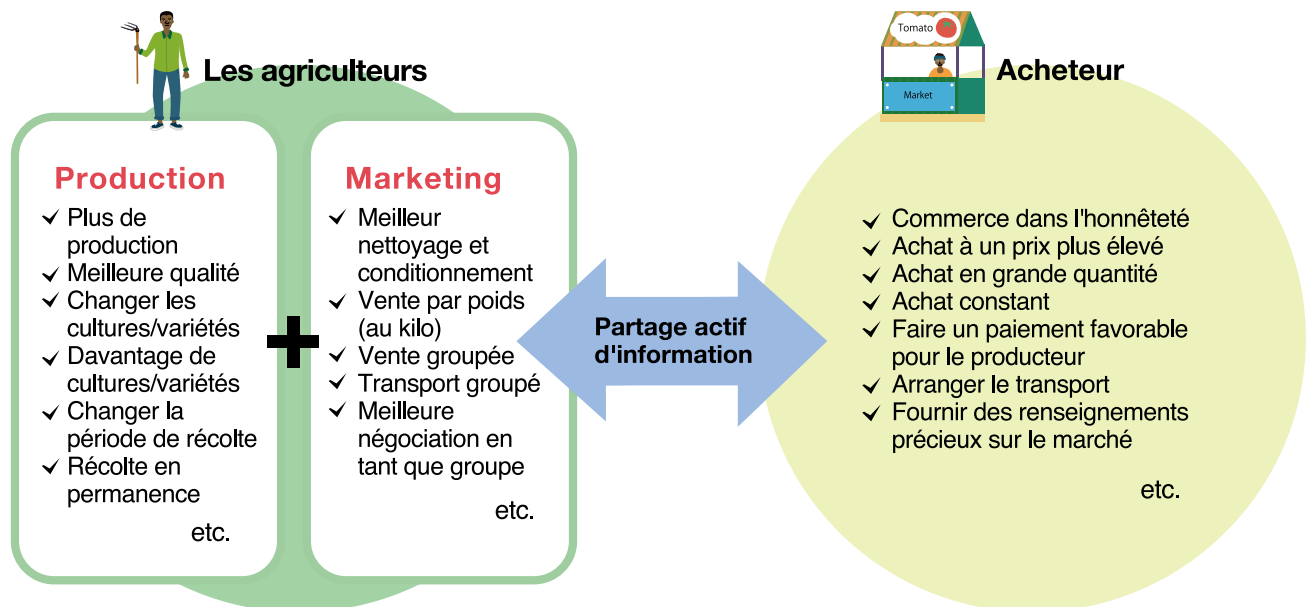 Les agriculteurs
Production
✓ Plus de
production
✓ Meilleure qualité
✓ Changer les
cultures/variétés
✓ Davantage de
cultures/variétés
✓ Changer la
période de récolte
✓ Récolte en
permanence
etc.
+
Marketing
✓ Meilleur
nettoyage et
conditionnement
✓ Vente par poids
(au kilo)
✓ Vente groupée
✓ Transport groupé
✓ Meilleure
négociation en
tant que groupe
etc.
Partage actif
d'information
Tomato
Market
Acheteur
✓ Commerce dans l'honnêteté
✓ Achat à un prix plus élevé
✓ Achat en grande quantité
✓ Achat constant
✓ Faire un paiement favorable
pour le producteur
✓ Arranger le transport
✓ Fournir des renseignements
précieux sur le marché
etc.